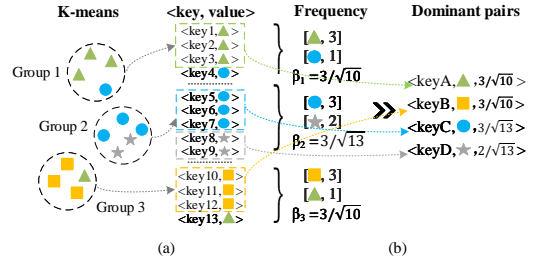 K-means
<key, value>
Frequency
Dominant pairs
Group 1
Group 2
Group 3
<key1, >
<key2, >
<key3, >
<key4, >
<key5, >
<key6, >
<key7, >
<key8, >
<key9, >
<key10, >
<key11, >
<key12, >
<key13, >
[ , 3]
[ , 1]
β1=3/√10
[ , 3]
[ , 2]
β2=3/√13
[ , 3]
[ , 1]
β3=3/√10
<keyA, ,3/√10>
<keyB, ,3/√10>
<keyC, ,3/√13>
<keyD, ,2/√13>
(a)
(b)